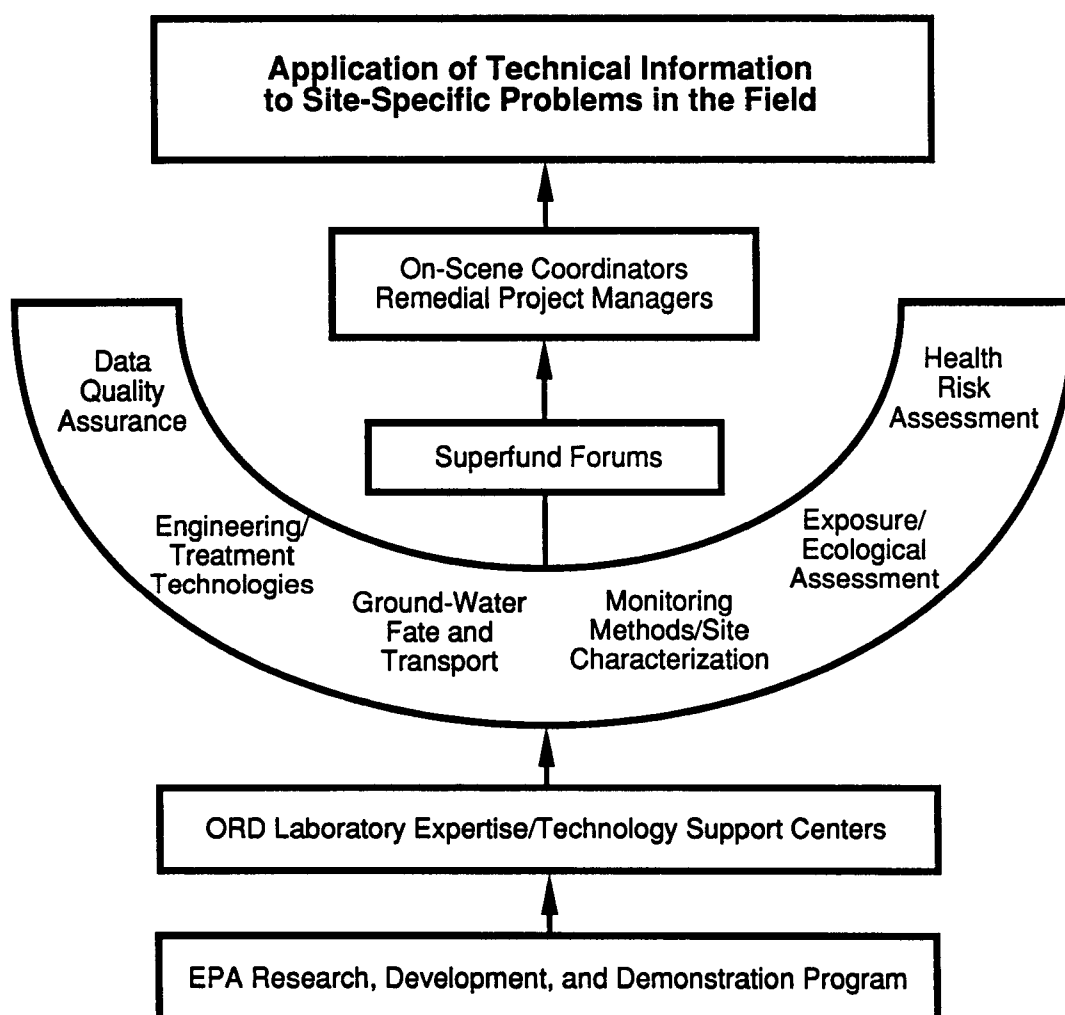 Application of Technical Information
to Site-Specific Problems in the Field
On-Scene Coordinators
Remedial Project Managers
Superfund Forums
Data
Quality
Assurance
Engineering/
Treatment
Technologies
Ground-Water
Fate and
Transport
Monitoring
Methods/Site
Characterization
Exposure/
Ecological
Assessment
Health
Risk
Assessment
ORD Laboratory Expertise/Technology Support Centers
EPA Research, Development, and Demonstration Program